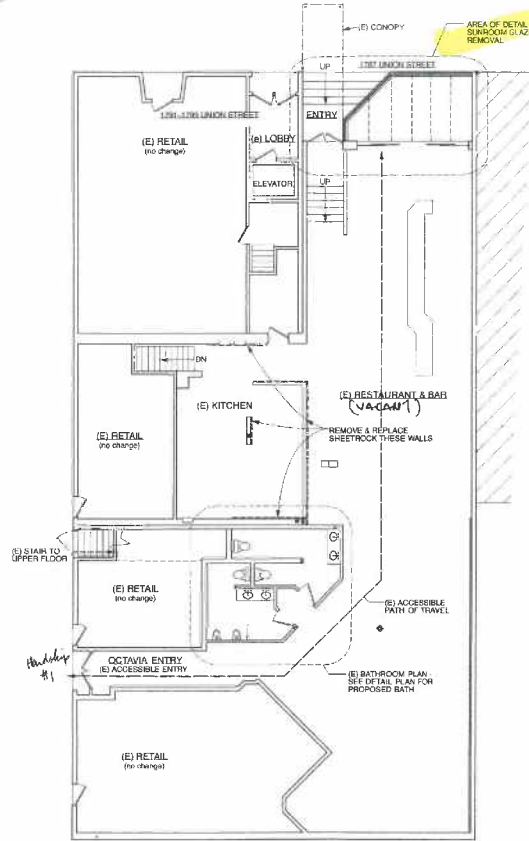 (E) CONOPY
AREA OF DETAIL
SUNROOM GLAZ
REMOVAL
UP
1787 UNION STREET
UNION STREET
ENTRY
(E) RETAIL
(no change)
(e) LOBBY
ELEVATOR
UP
DN
(E) KITCHEN
(E) RESTAURANT & BAR
(VACANT)
REMOVE & REPLACE
SHEETROCK THESE WALLS
(E) RETAIL
(no change)
(E) STAIR TO
UPPER FLOOR
(E) RETAIL
(no change)
(E) ACCESSIBLE
PATH OF TRAVEL
Hardship
#1
OCTAVIA ENTRY
(E) ACCESSIBLE ENTRY
(E) BATHROOM PLAN -
SEE DETAIL PLAN FOR
PROPOSED BATH
(E) RETAIL
(no change)